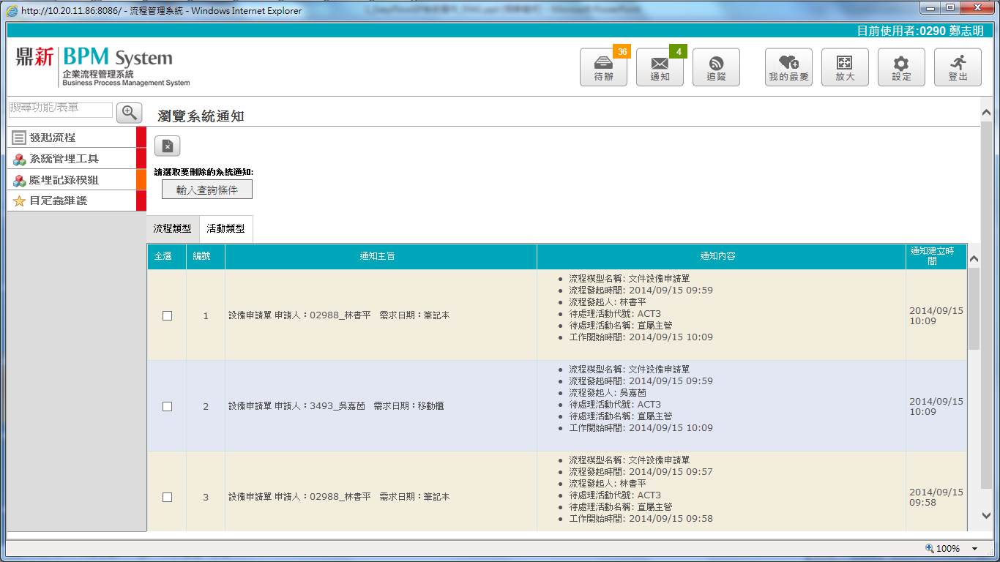 http://10.20.11.86:8086/ - 流程管理系統 - Windows Internet Explorer
目前使用者:0290 鄭志明
鼎新 BPM System
企業流程管理系統
Business Process Management System
36
4
待辦 通知 追蹤 我的最愛 放大 設定 登出
搜尋功能/表單
瀏覽系統通知
發起流程
系統管理工具
處理記錄模組
自定義維護
請選取要刪除的系統通知:
輸入查詢條件
流程類型 活動類型
全選 編號 通知主旨 通知內容 通知建立時
間
流程模型名稱: 文件設備申請單
流程發起時間: 2014/09/15 09:59
流程發起人: 林書平
待處理活動代號: ACT3
待處理活動名稱: 直屬主管
工作開始時間: 2014/09/15 10:09
1 設備申請單 申請人：02988_林書平 需求日期：筆記本
2014/09/15
10:09
流程模型名稱: 文件設備申請單
流程發起時間: 2014/09/15 09:59
流程發起人: 吳嘉茵
待處理活動代號: ACT3
待處理活動名稱: 直屬主管
工作開始時間: 2014/09/15 10:09
2 設備申請單 申請人：3493_吳嘉茵 需求日期：移動櫃
2014/09/15
10:09
流程模型名稱: 文件設備申請單
流程發起時間: 2014/09/15 09:57
流程發起人: 林書平
待處理活動代號: ACT3
待處理活動名稱: 直屬主管
工作開始時間: 2014/09/15 09:58
3 設備申請單 申請人：02988_林書平 需求日期：筆記本
2014/09/15
09:58
100%